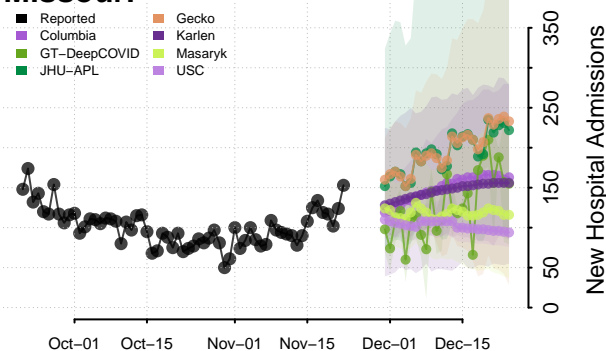 Missouri
Reported
Columbia
GT−DeepCOVID
JHU−APL
Gecko
Karlen
Masaryk
USC
350
250
150
50
0
New Hospital Admissions
Oct−01 Oct−15 Nov−01 Nov−15 Dec−01 Dec−15